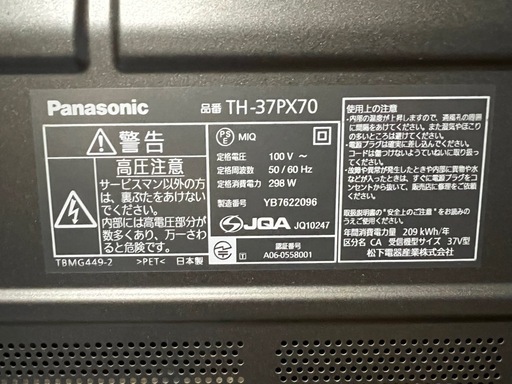 Panasonic
品番 TH-37PX70
警告
高圧注意
サービスマン以外の方
は、裏ぶたをあけないで
ください。
内部には高電圧部分が
数多くあり、万一さわ
ると危険です。
TBMG449-2 >PET< 日本製
PS E MIQ
定格電圧 100 V ～
定格周波数 50 / 60 Hz
定格消費電力 298 W
製造番号 YB7622096
JQA JQ10247
認証番号
A06-0558001
使用上の注意
・内部の温度が上昇しますので、通風孔の周囲
に間隔をあけてください。また湿気やほこり
の多いところは避けてください。
・電源プラグは確実に差し込んでください。
コードは傷つけないようていねいに取り扱っ
てください。
・故障や異常が発生したときや内部に異物や水
などが入ったときは、すぐに電源プラグをコ
ンセントから抜いて、販売店に修理をご依頼
ください。
取扱説明書の"安全上のご注意"をお読みの
うえご使用ください。
年間消費電力量 209 kWh/年
区分名 CA 受信機型サイズ 37V型
松下電器産業株式会社